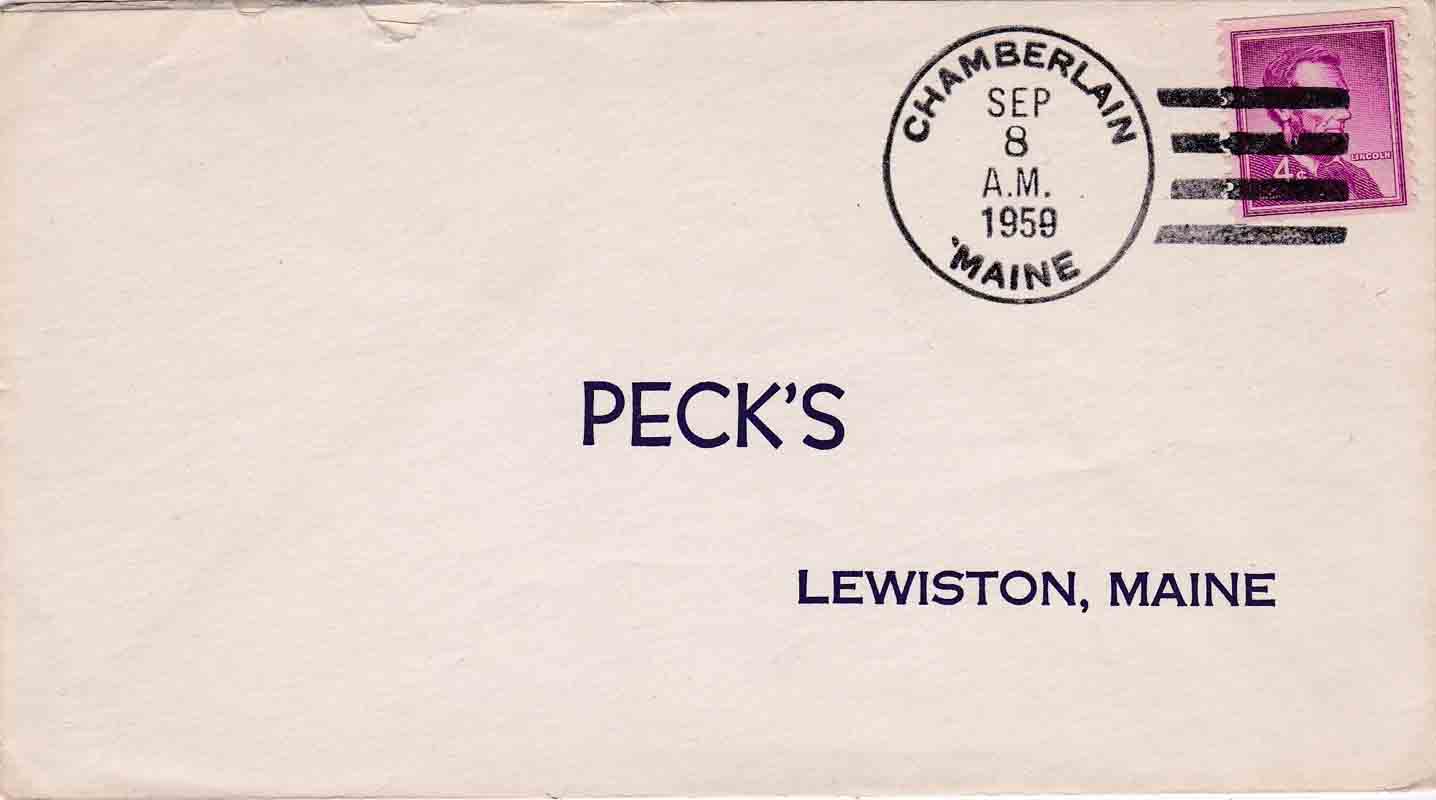 CHAMBERLAIN
SEP
8
A.M.
1959
'MAINE
LINCOLN
4¢
PECK'S
LEWISTON, MAINE